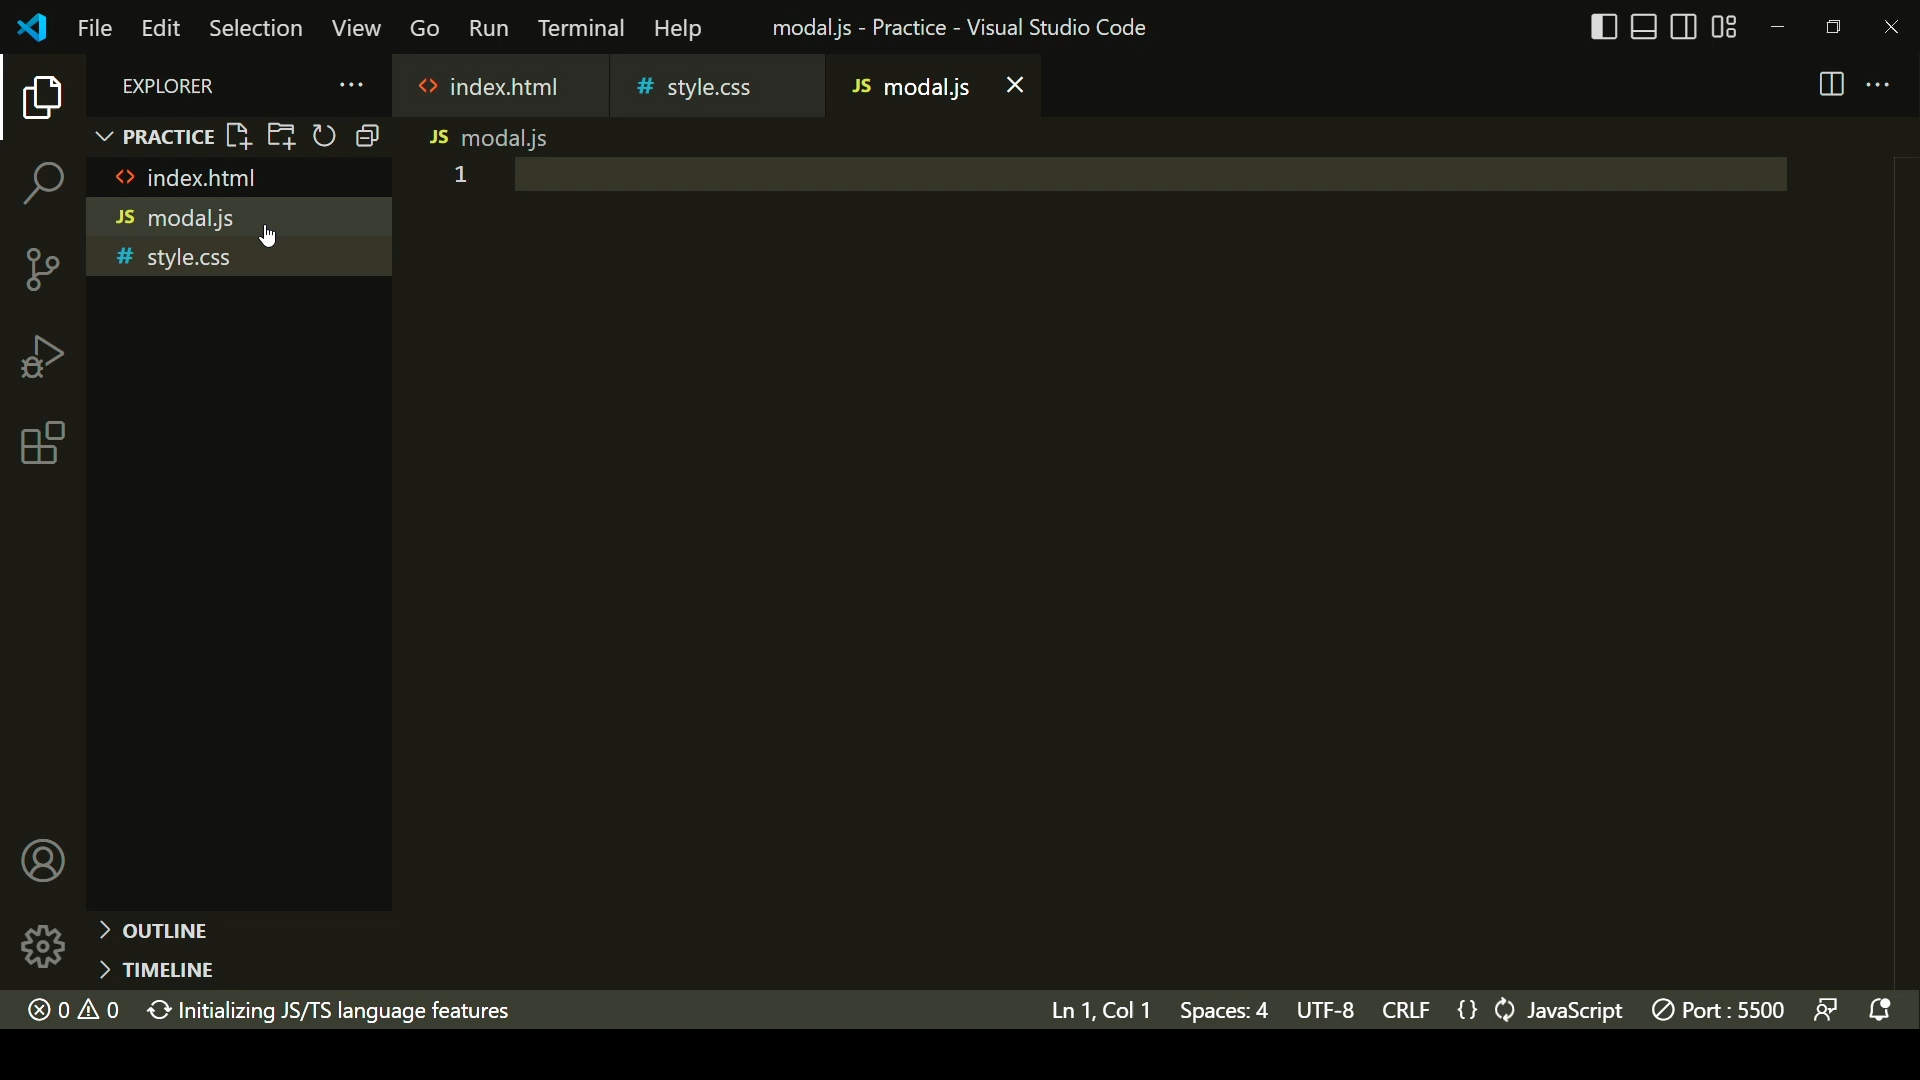 File Edit Selection View Go Run Terminal Help modal.js - Practice - Visual Studio Code
EXPLORER ···
<> index.html # style.css JS modal.js
PRACTICE
JS modal.js
<> index.html
JS modal.js
# style.css
1
OUTLINE
TIMELINE
0 0 Initializing JS/TS language features Ln 1, Col 1 Spaces: 4 UTF-8 CRLF {} JavaScript Port : 5500